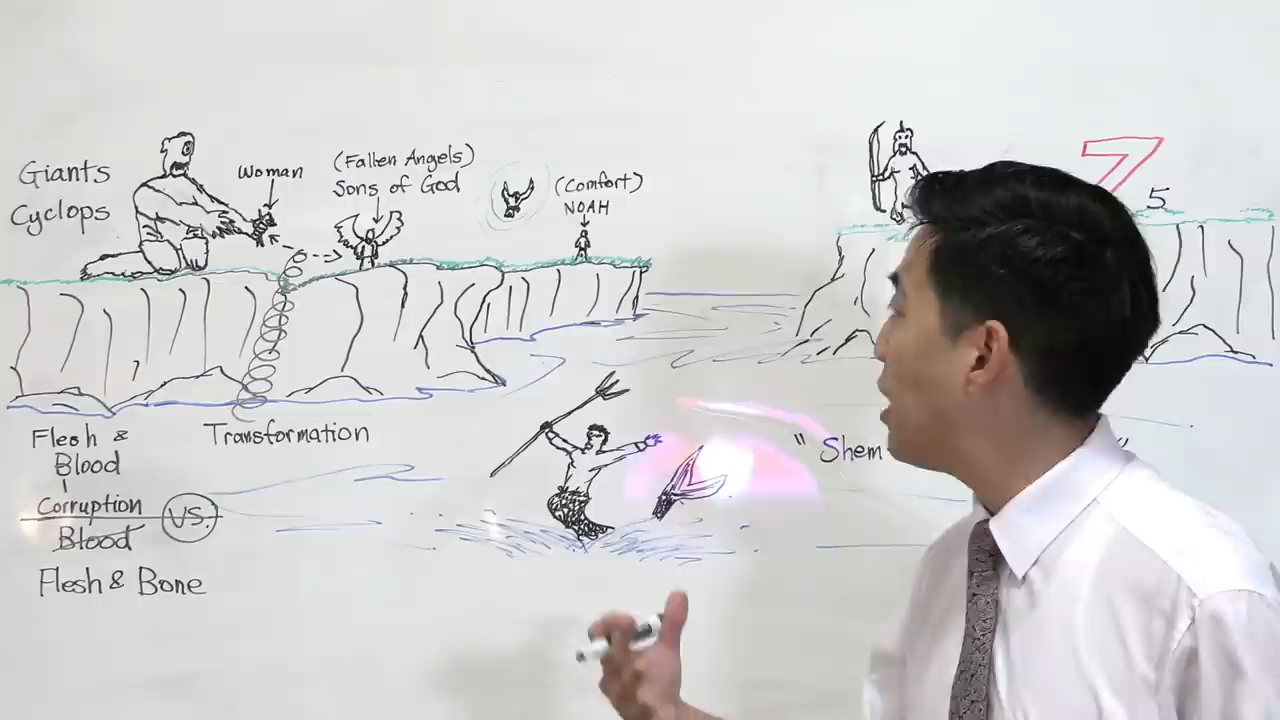 Giants
Cyclops
Woman
(Fallen Angels)
Sons of God
(Comfort)
NOAH
7
5
Flesh &
Blood
Corruption
VS.
Blood
Flesh & Bone
Transformation
" Shem "